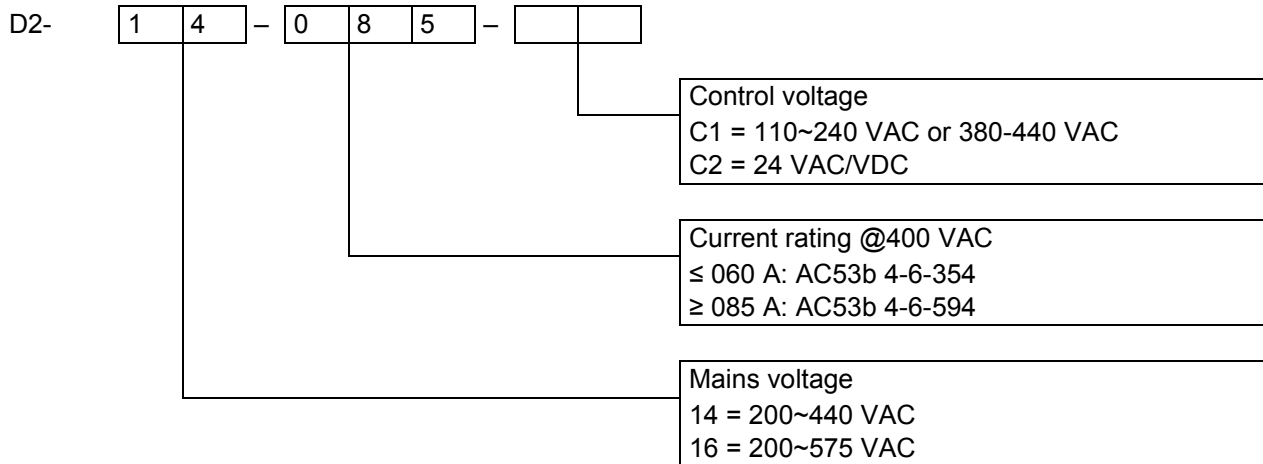 D2- 1 4 – 0 8 5 –
Control voltage
C1 = 110~240 VAC or 380-440 VAC
C2 = 24 VAC/VDC
Current rating @400 VAC
≤ 060 A: AC53b 4-6-354
≥ 085 A: AC53b 4-6-594
Mains voltage
14 = 200~440 VAC
16 = 200~575 VAC